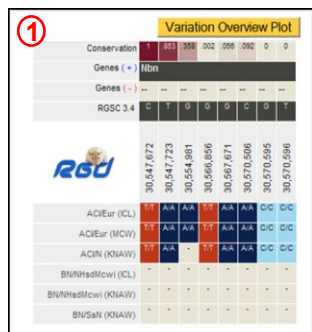 1 Variation Overview Plot
Conservation 1 .853 .358 .002 .056 .092 0 0
Genes (+) Nbn
Genes (-) -- -- -- -- -- -- -- --
RGSC 3.4 C T G G G C G T
RGD 30,547,672 30,547,723 30,554,981 30,566,856 30,567,671 30,570,506 30,570,595 30,570,596
ACI/Eur (ICL) T/T A/A A/A T/T A/A A/A C/C C/C
ACI/Eur (MCW) T/T A/A A/A T/T A/A A/A C/C C/C
ACI/N (KNAW) T/T A/A - T/T A/A A/A C/C C/C
BN/NHsdMcwi (ICL) - - - - - - - -
BN/NHsdMcwi (KNAW) - - - - - - - -
BN/SsN (KNAW) - - - - - - - -